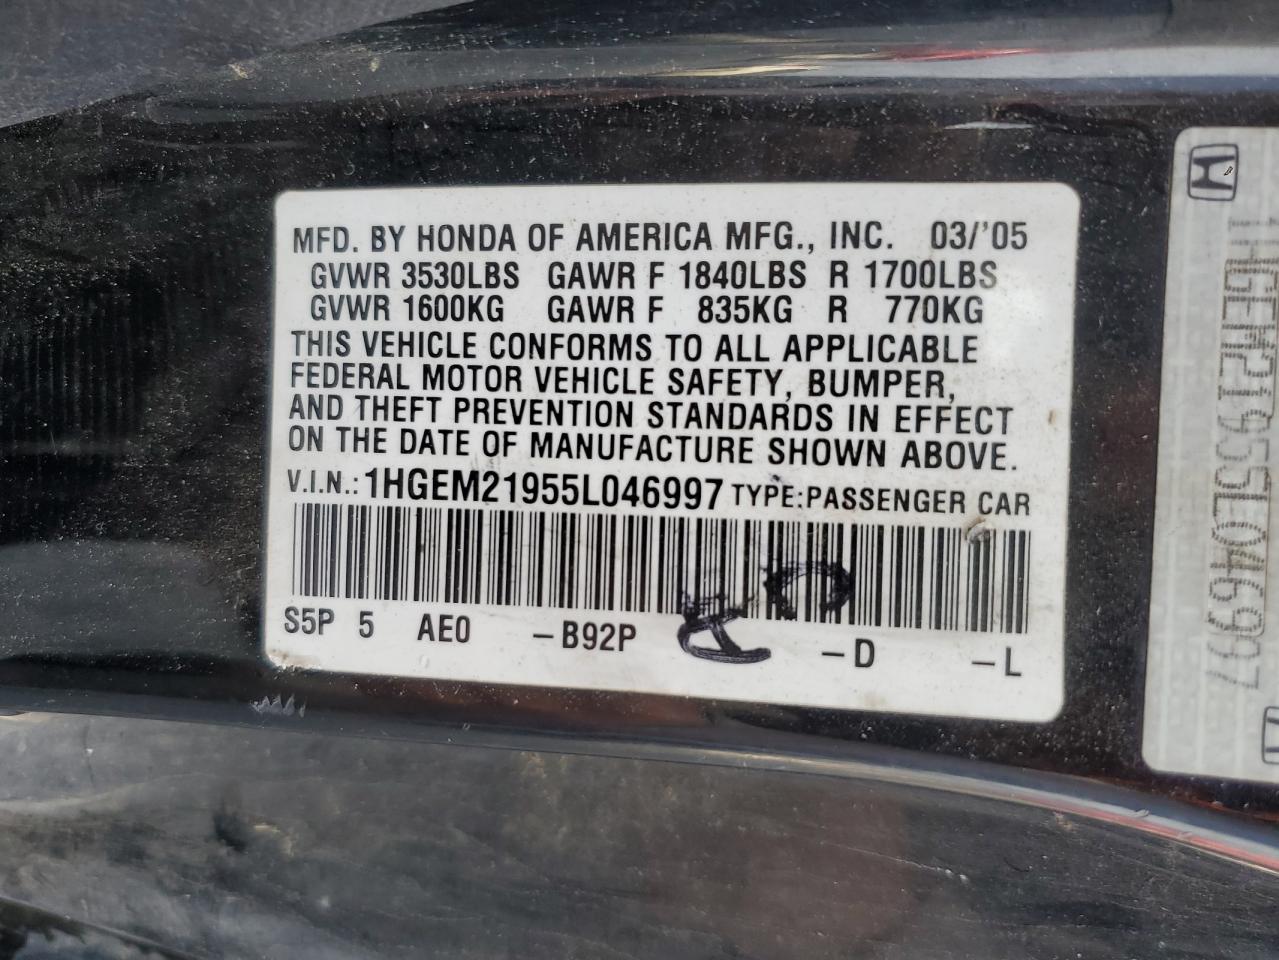 MFD. BY HONDA OF AMERICA MFG., INC. 03/'05
GVWR 3530LBS GAWR F 1840LBS R 1700LBS
GVWR 1600KG GAWR F 835KG R 770KG
THIS VEHICLE CONFORMS TO ALL APPLICABLE
FEDERAL MOTOR VEHICLE SAFETY, BUMPER,
AND THEFT PREVENTION STANDARDS IN EFFECT
ON THE DATE OF MANUFACTURE SHOWN ABOVE.
V.I.N.: 1HGEM21955L046997 TYPE:PASSENGER CAR
S5P 5 AE0 -B92P -D -L
1HGEM21955L046997